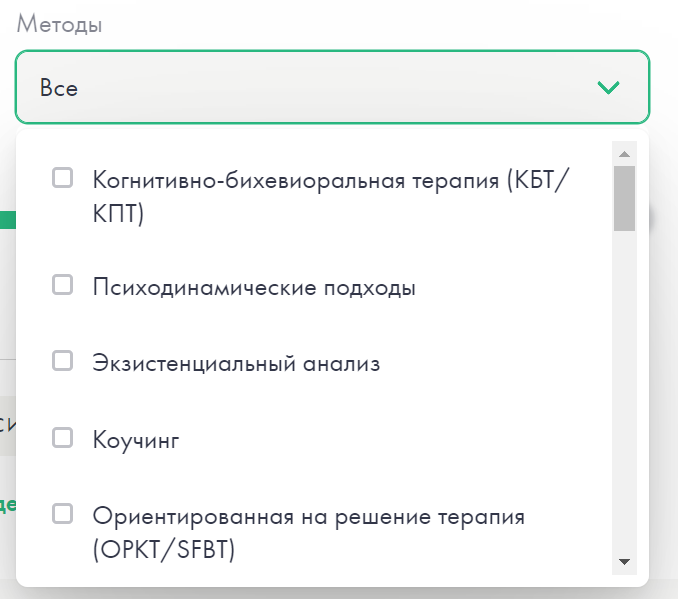 Методы
Все
Когнитивно-бихевиоральная терапия (КБТ/
КПТ)
Психодинамические подходы
Экзистенциальный анализ
Коучинг
Ориентированная на решение терапия
(ОРКТ/SFBT)